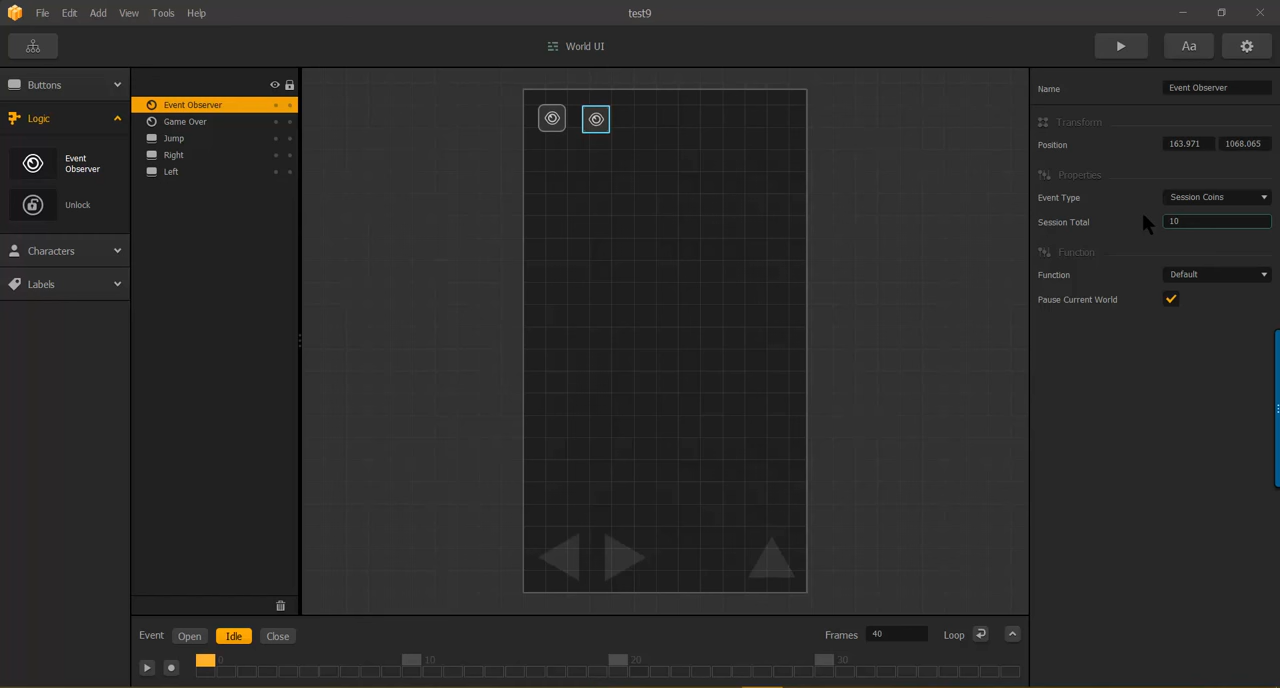 File Edit Add View Tools Help
test9
World UI
Aa
Buttons
Logic
Event
Observer
Unlock
Characters
Labels
Event Observer
Game Over
Jump
Right
Left
Name Event Observer
Transform
Position 163.971 1068.065
Properties
Event Type Session Coins
Session Total 10
Function
Function Default
Pause Current World
Event Open Idle Close
Frames 40 Loop
0 10 20 30